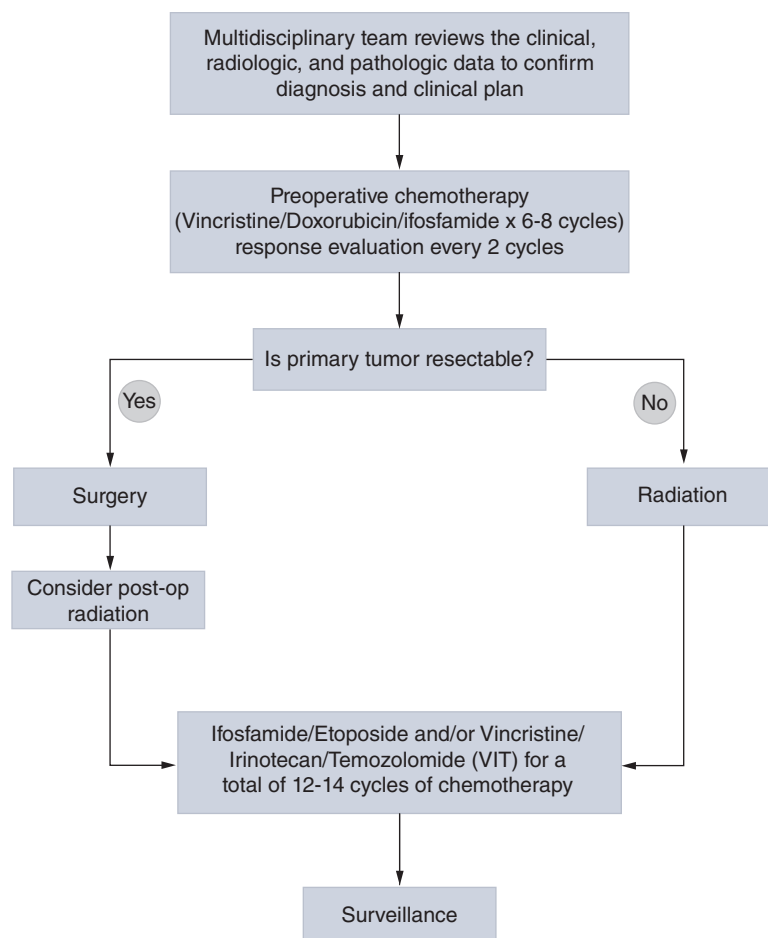 Multidisciplinary team reviews the clinical,
radiologic, and pathologic data to confirm
diagnosis and clinical plan
Preoperative chemotherapy
(Vincristine/Doxorubicin/ifosfamide x 6-8 cycles)
response evaluation every 2 cycles
Is primary tumor resectable?
Yes
No
Surgery
Radiation
Consider post-op
radiation
Ifosfamide/Etoposide and/or Vincristine/
Irinotecan/Temozolomide (VIT) for a
total of 12-14 cycles of chemotherapy
Surveillance